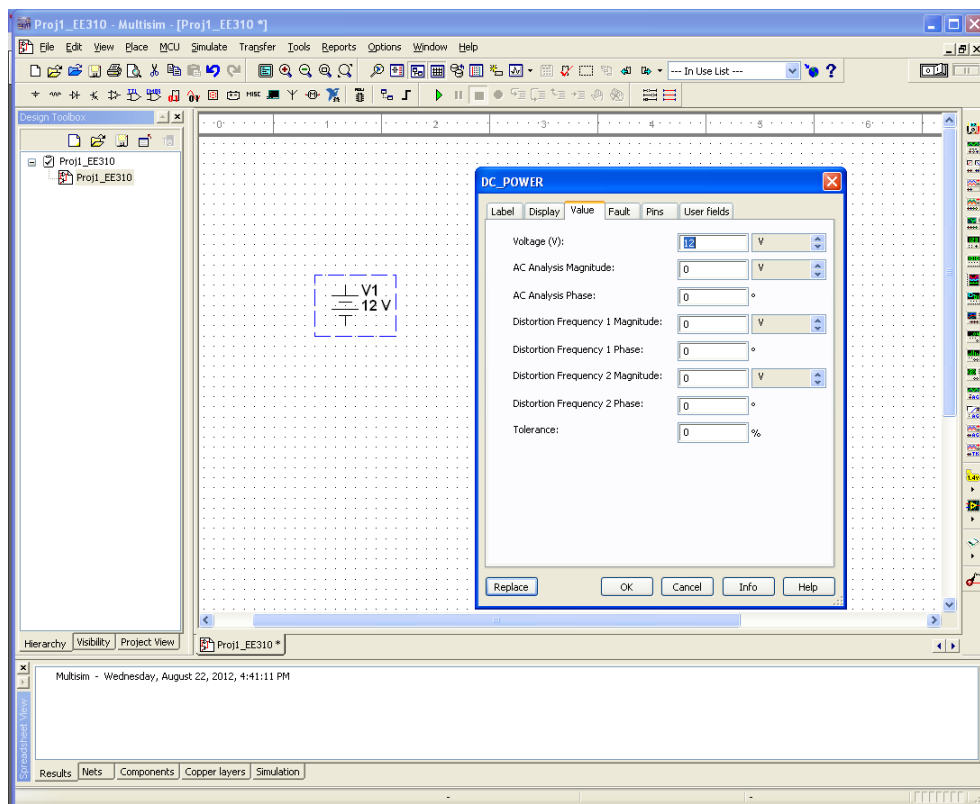 Proj1_EE310 - Multisim - [Proj1_EE310 *]
File Edit View Place MCU Simulate Transfer Tools Reports Options Window Help
--- In Use List ---
MISC
Design Toolbox
0 1 2 3 4 5 6
Proj1_EE310
Proj1_EE310
V1
12 V
DC_POWER
Label Display Value Fault Pins User fields
Voltage (V): 12 V
AC Analysis Magnitude: 0 V
AC Analysis Phase: 0 °
Distortion Frequency 1 Magnitude: 0 V
Distortion Frequency 1 Phase: 0 °
Distortion Frequency 2 Magnitude: 0 V
Distortion Frequency 2 Phase: 0 °
Tolerance: 0 %
Replace OK Cancel Info Help
Hierarchy Visibility Project View
Proj1_EE310 *
Multisim - Wednesday, August 22, 2012, 4:41:11 PM
Spreadsheet View
Results Nets Components Copper layers Simulation
- -